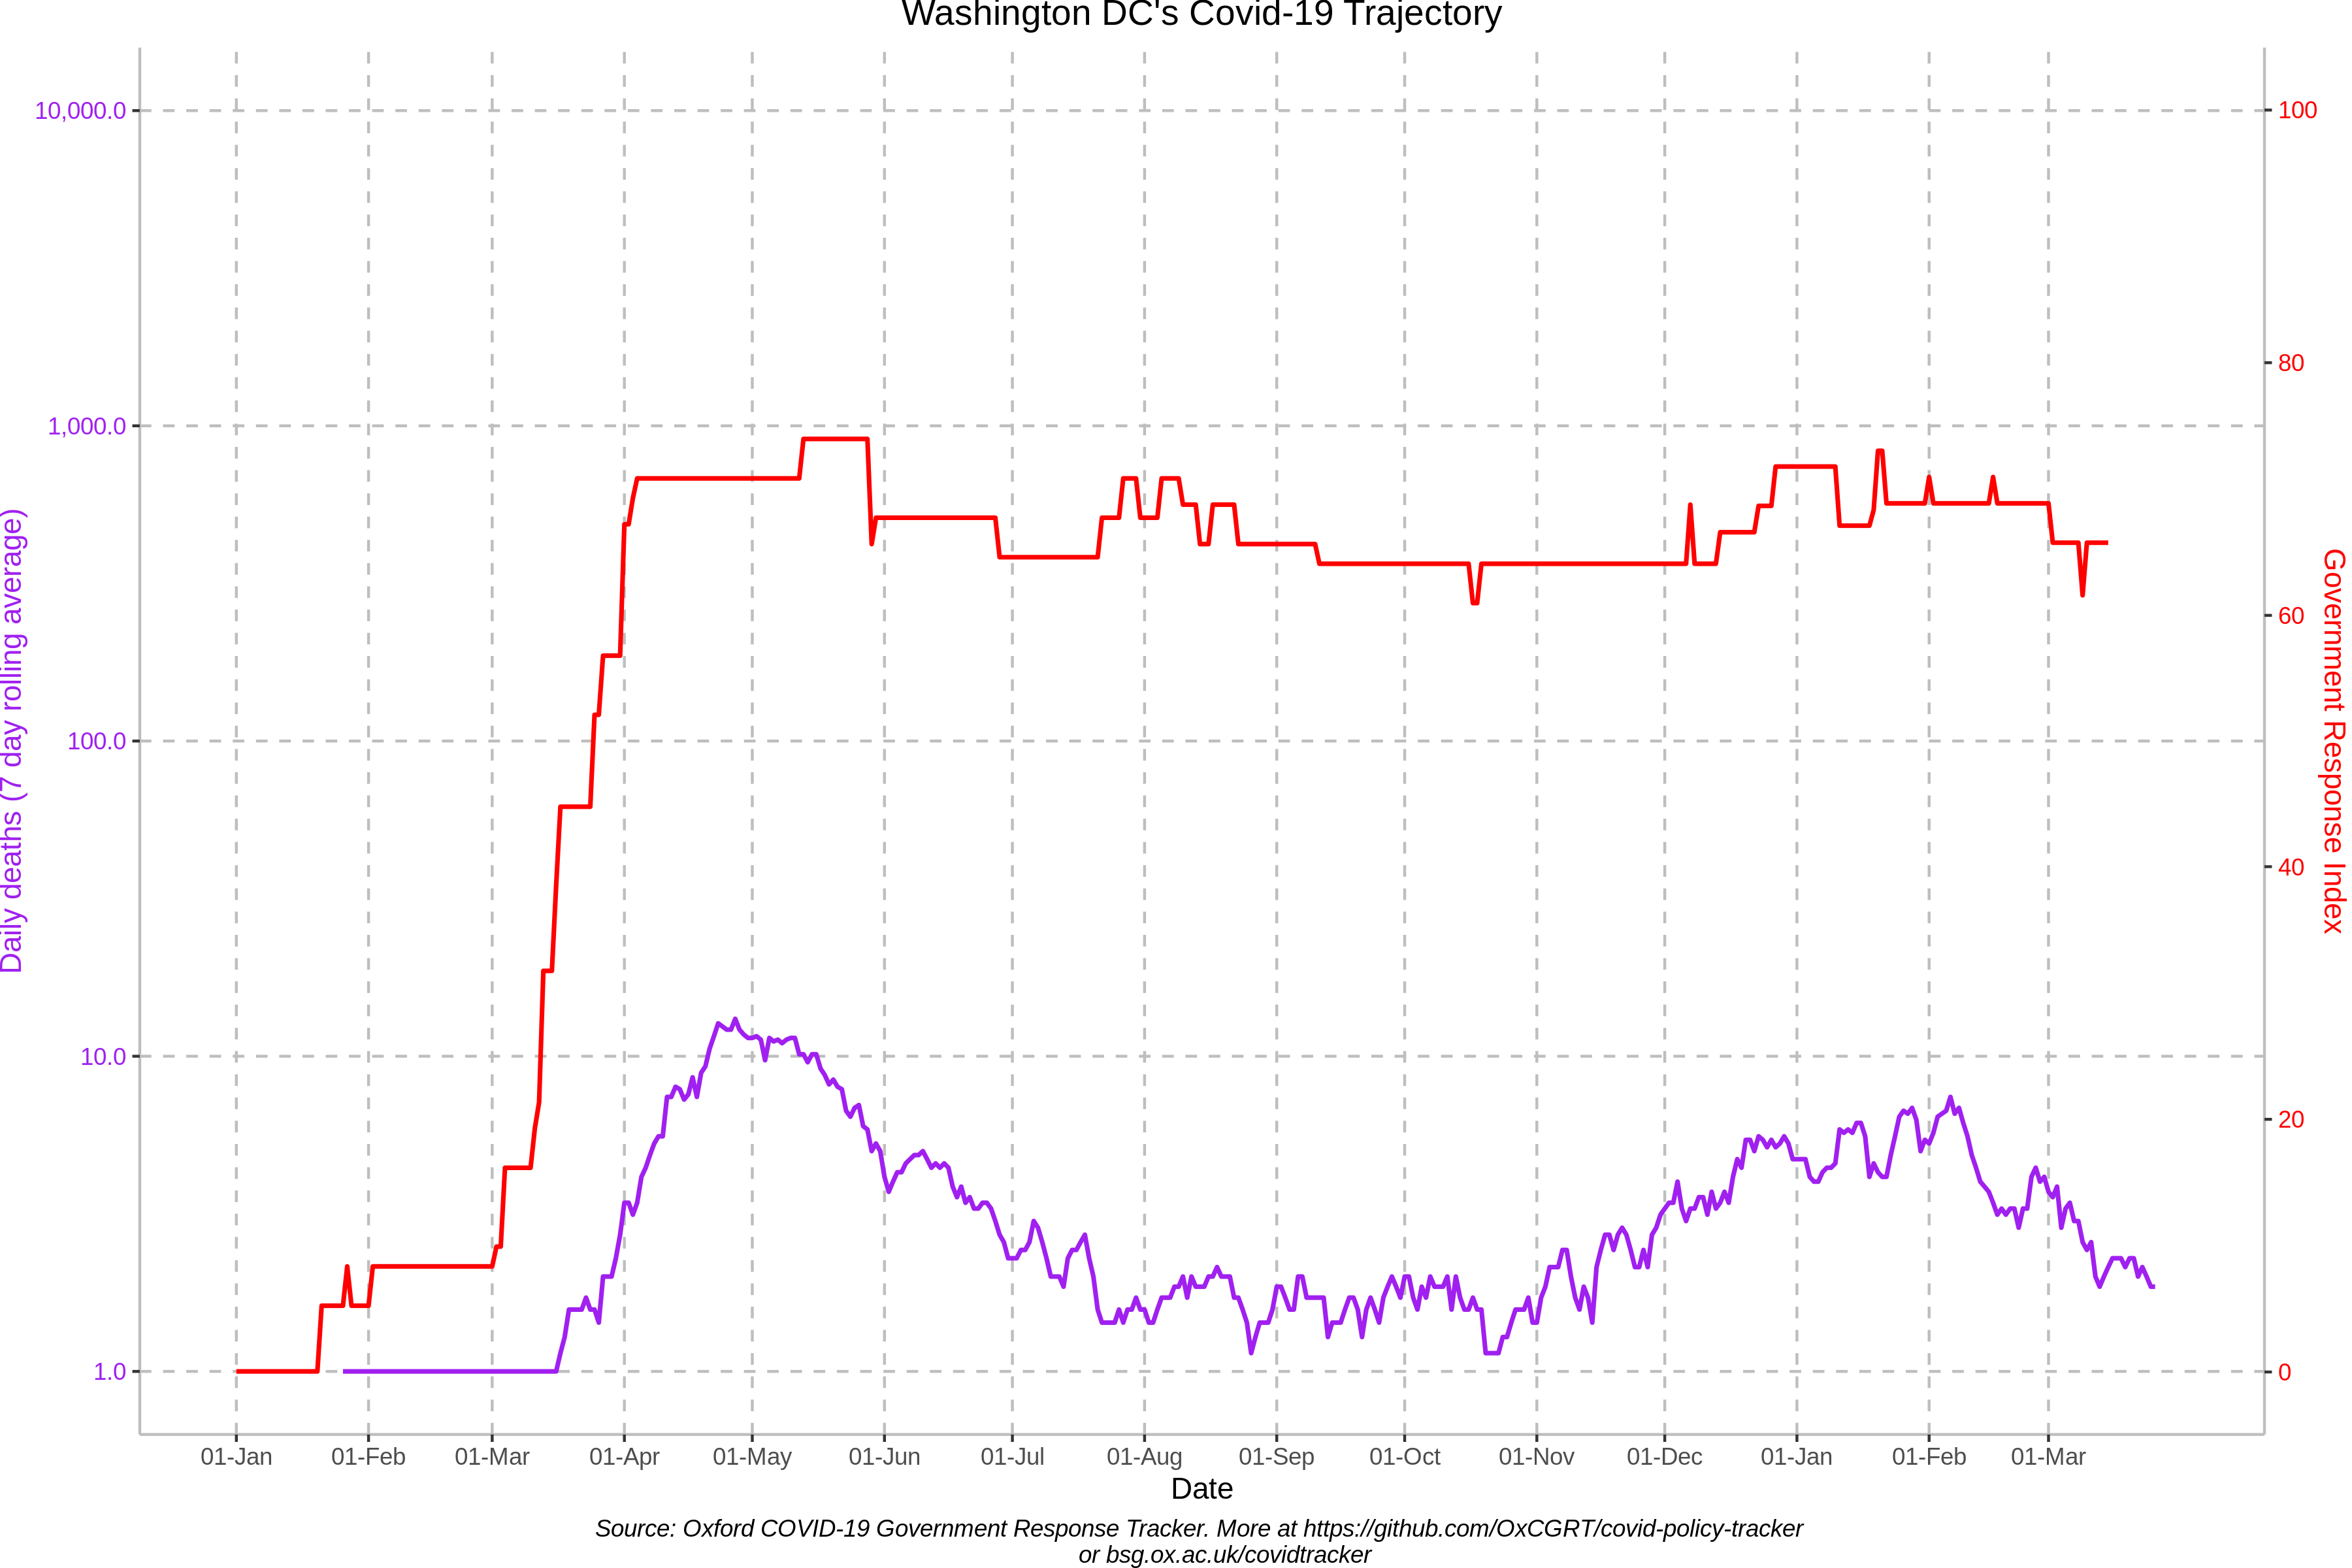 Washington DC's Covid-19 Trajectory
10,000.0
1,000.0
100.0
10.0
1.0
Daily deaths (7 day rolling average)
100
80
60
40
20
0
Government Response Index
01-Jan 01-Feb 01-Mar 01-Apr 01-May 01-Jun 01-Jul 01-Aug 01-Sep 01-Oct 01-Nov 01-Dec 01-Jan 01-Feb 01-Mar
Date
Source: Oxford COVID-19 Government Response Tracker. More at https://github.com/OxCGRT/covid-policy-tracker
or bsg.ox.ac.uk/covidtracker